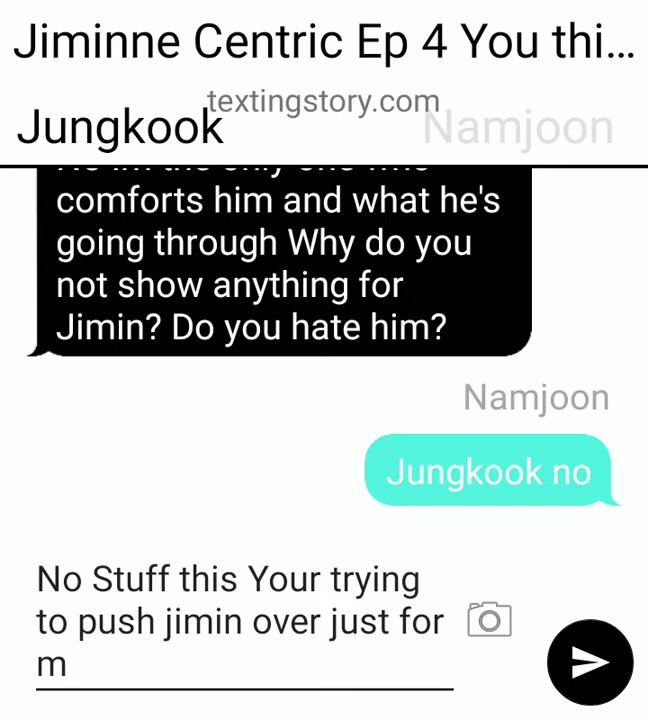 Jiminne Centric Ep 4 You thi...
textingstory.com
Jungkook
Namjoon
comforts him and what he's
going through Why do you
not show anything for
Jimin? Do you hate him?
Namjoon
Jungkook no
No Stuff this Your trying
to push jimin over just for
m